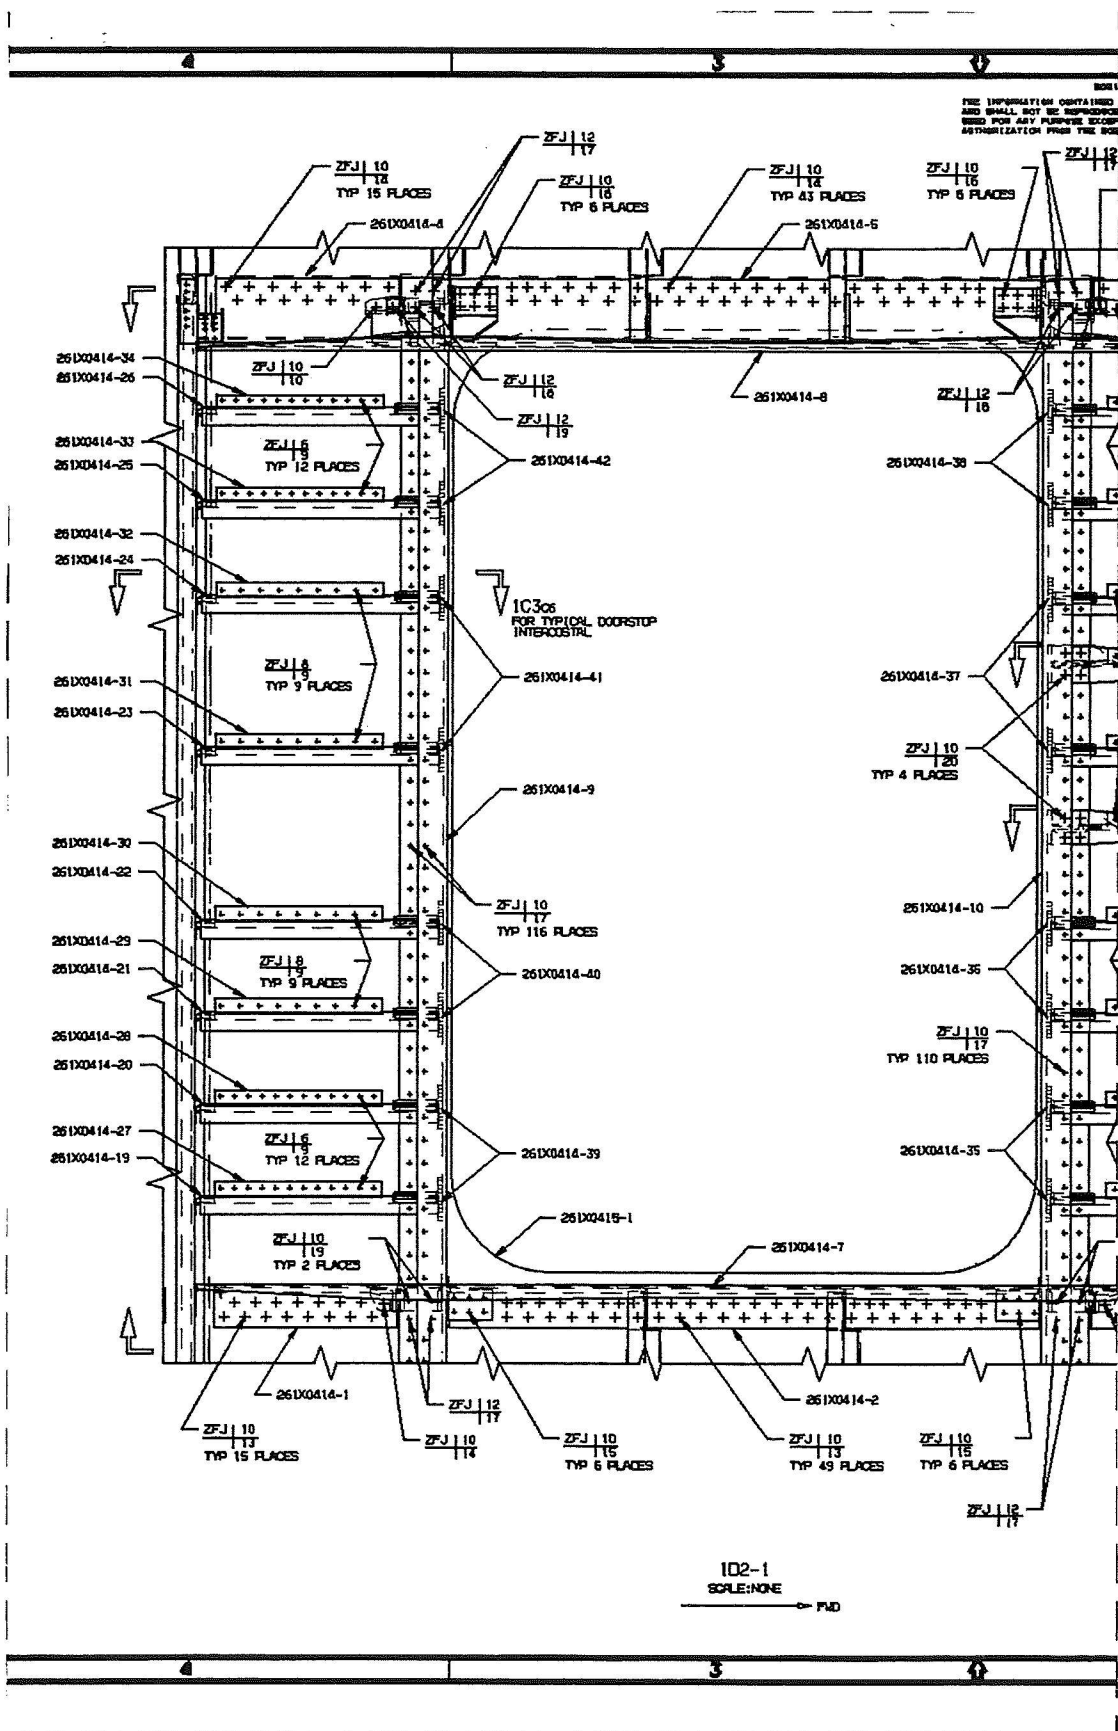 4
3
THE INFORMATION CONTAINED
AND SHALL NOT BE REPRODUCE
USED FOR ANY PURPOSE EXCEP
AUTHORIZATION FROM THE BOE
ZFJ 12
17
ZFJ 12
17
ZFJ 10
14
TYP 15 PLACES
ZFJ 10
16
TYP 6 PLACES
ZFJ 10
14
TYP 43 PLACES
ZFJ 10
16
TYP 6 PLACES
261X0414-4
261X0414-5
261X0414-34
261X0414-26
ZFJ 10
10
ZFJ 12
16
261X0414-8
ZFJ 12
16
ZFJ 12
19
261X0414-33
261X0414-25
ZFJ 6
9
TYP 12 PLACES
261X0414-42
261X0414-38
261X0414-32
261X0414-24
1C3c6
FOR TYPICAL DOORSTOP
INTERCOSTAL
ZFJ 8
9
TYP 9 PLACES
261X0414-31
261X0414-41
261X0414-37
261X0414-23
ZFJ 10
20
TYP 4 PLACES
261X0414-9
261X0414-30
261X0414-22
ZFJ 10
17
TYP 116 PLACES
261X0414-10
261X0414-29
261X0414-21
ZFJ 8
9
TYP 9 PLACES
261X0414-40
261X0414-36
261X0414-28
261X0414-20
ZFJ 10
17
TYP 110 PLACES
261X0414-27
261X0414-19
ZFJ 6
9
TYP 12 PLACES
261X0414-39
261X0414-35
261X0415-1
ZFJ 10
19
TYP 2 PLACES
261X0414-7
261X0414-1
261X0414-2
ZFJ 12
17
ZFJ 10
13
TYP 15 PLACES
ZFJ 10
14
ZFJ 10
15
TYP 6 PLACES
ZFJ 10
13
TYP 49 PLACES
ZFJ 10
15
TYP 6 PLACES
ZFJ 12
17
1D2-1
SCALE:NONE
FWD
4
3